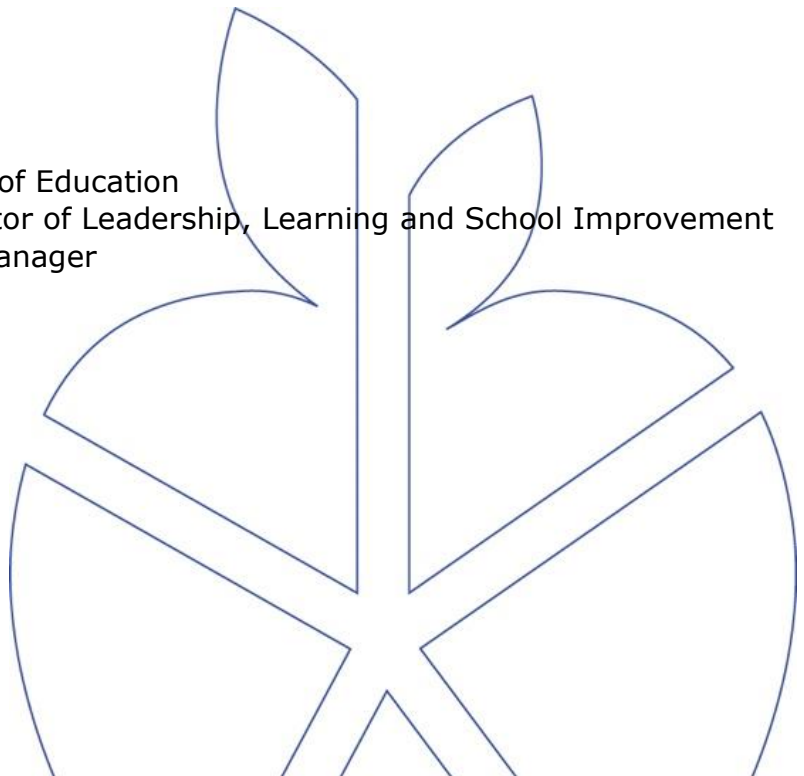 of Education
tor of Leadership, Learning and School Improvement
anager